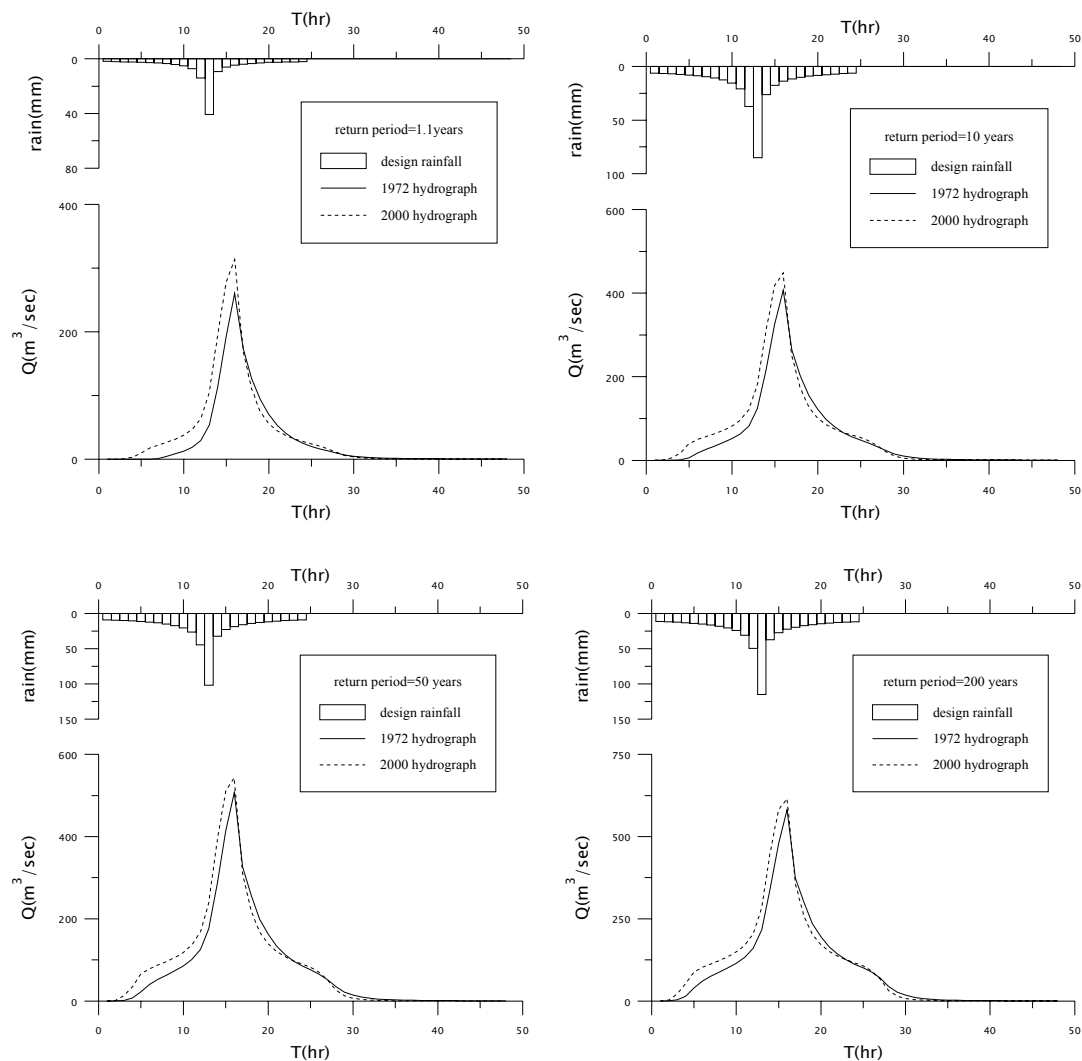 T(hr)
0 10 20 30 40 50
0
40
80
rain(mm)
return period=1.1years
design rainfall
1972 hydrograph
2000 hydrograph
400
200
0
Q(m³/sec)
0 10 20 30 40 50
T(hr)
T(hr)
0 10 20 30 40 50
0
50
100
rain(mm)
return period=10 years
design rainfall
1972 hydrograph
2000 hydrograph
600
400
200
0
Q(m³/sec)
0 10 20 30 40 50
T(hr)
T(hr)
0 10 20 30 40 50
0
50
100
150
rain(mm)
return period=50 years
design rainfall
1972 hydrograph
2000 hydrograph
600
400
200
0
Q(m³/sec)
0 10 20 30 40 50
T(hr)
T(hr)
0 10 20 30 40 50
0
50
100
150
rain(mm)
return period=200 years
design rainfall
1972 hydrograph
2000 hydrograph
750
500
250
0
Q(m³/sec)
0 10 20 30 40 50
T(hr)